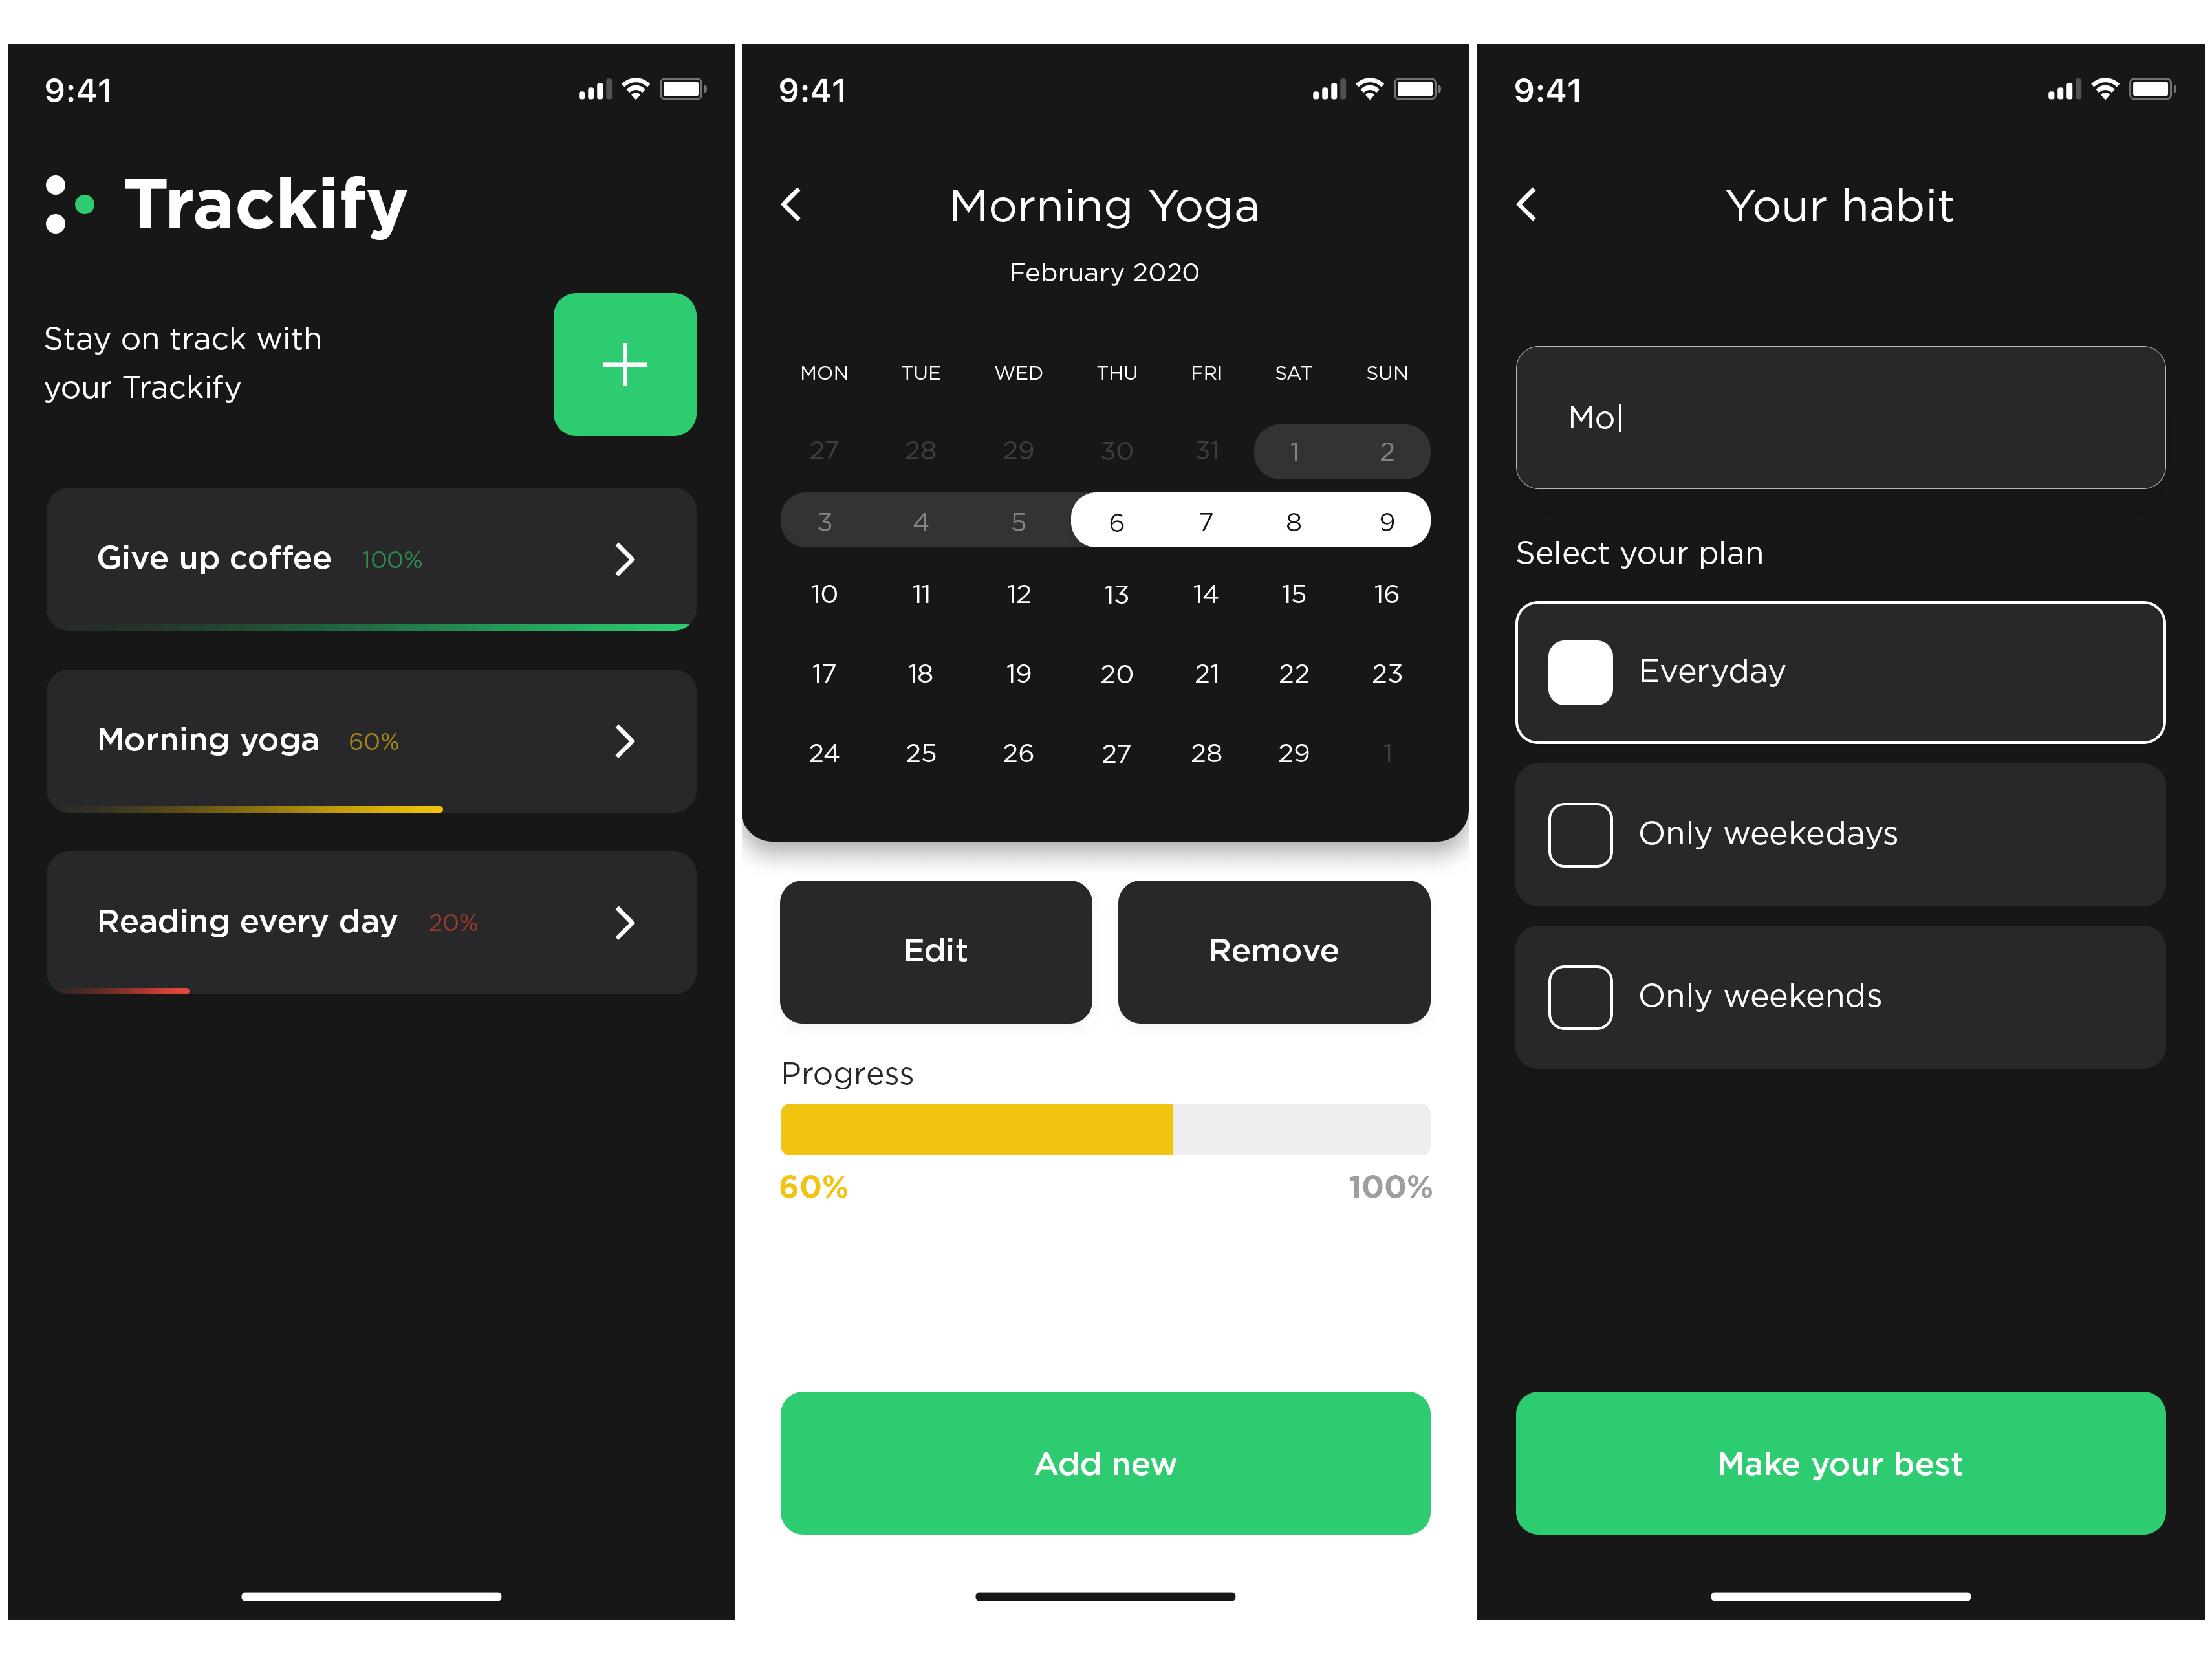 9:41
Trackify
Stay on track with
your Trackify
Give up coffee 100%
Morning yoga 60%
Reading every day 20%
9:41
Morning Yoga
February 2020
MON TUE WED THU FRI SAT SUN
27 28 29 30 31 1 2
3 4 5 6 7 8 9
10 11 12 13 14 15 16
17 18 19 20 21 22 23
24 25 26 27 28 29 1
Edit Remove
Progress
60% 100%
Add new
9:41
Your habit
Mo
Select your plan
Everyday
Only weekedays
Only weekends
Make your best